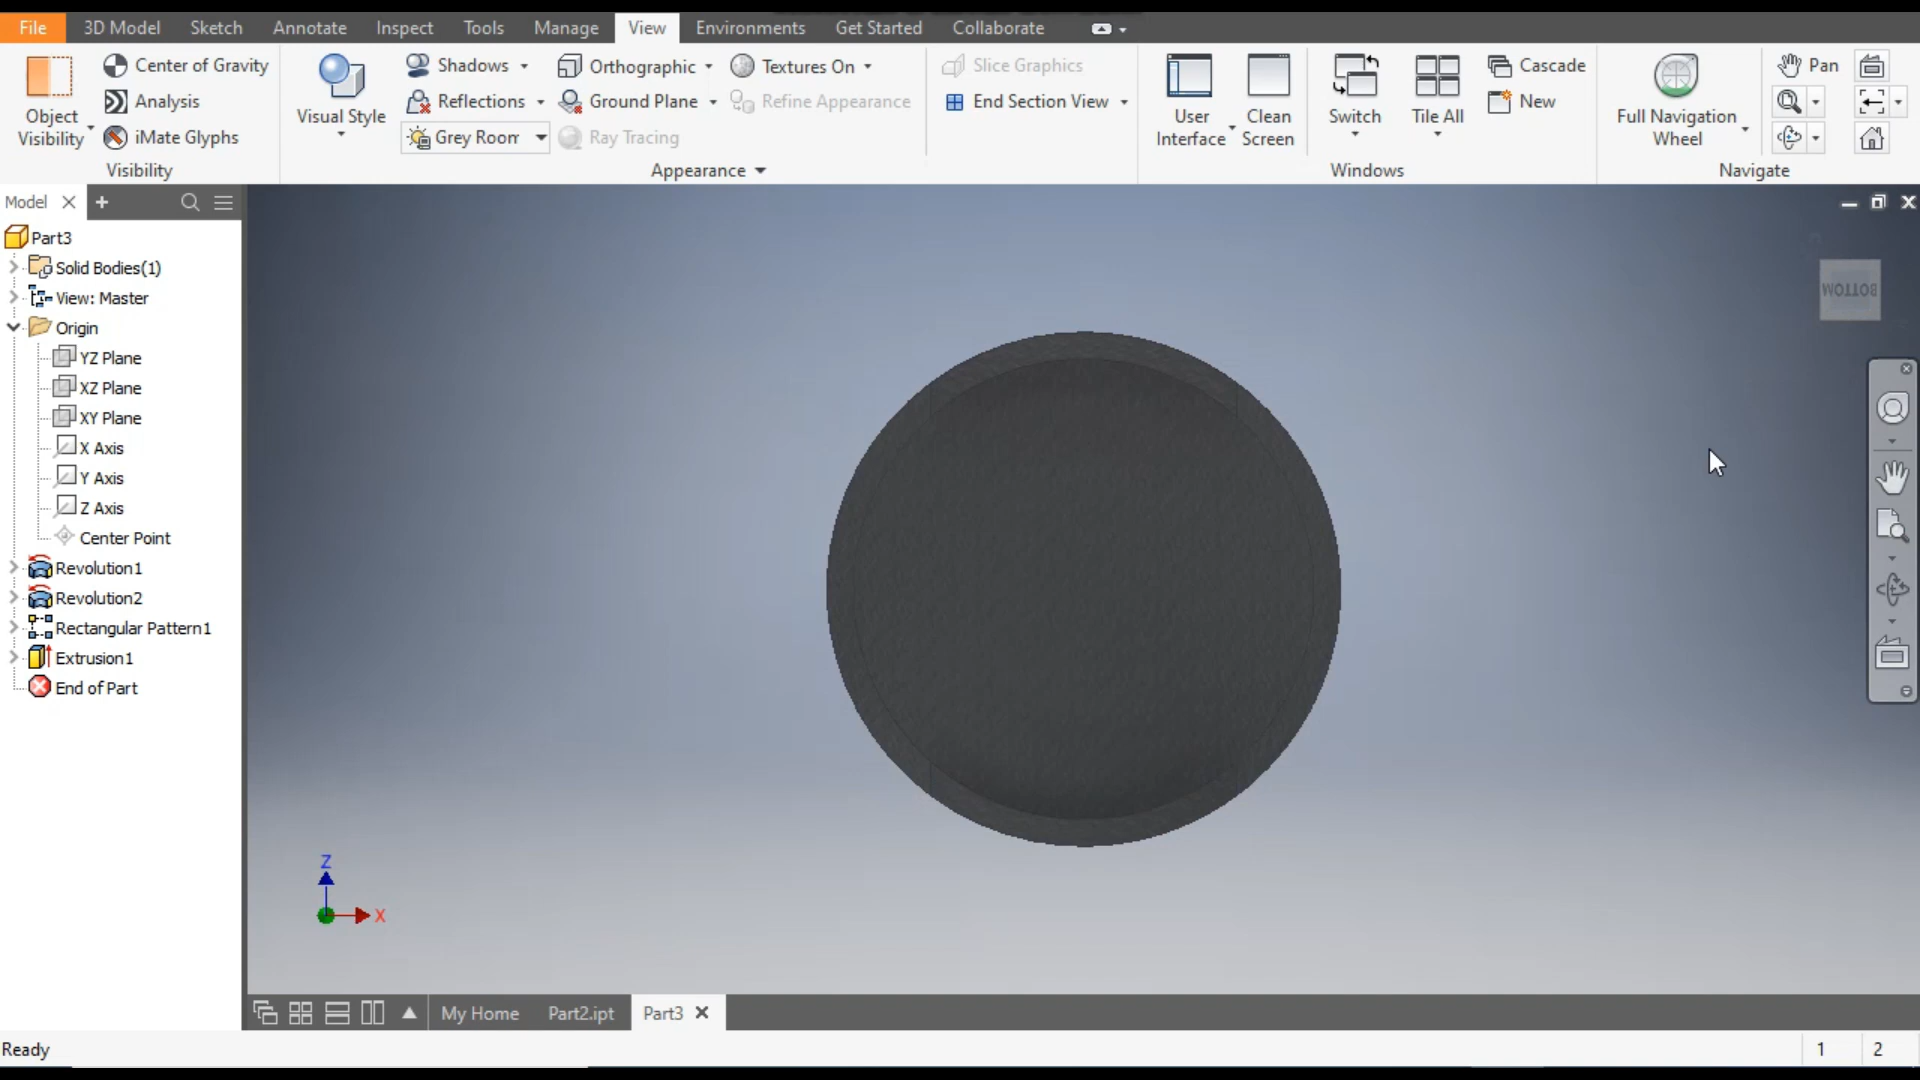 File 3D Model Sketch Annotate Inspect Tools Manage View Environments Get Started Collaborate
Object Visibility
Center of Gravity
Analysis
iMate Glyphs
Visibility
Visual Style
Shadows
Reflections
Grey Room
Orthographic
Ground Plane
Ray Tracing
Textures On
Refine Appearance
Appearance
Slice Graphics
End Section View
User Interface
Clean Screen
Switch
Tile All
Cascade
New
Windows
Full Navigation Wheel
Pan
Navigate
Model
Part3
Solid Bodies(1)
View: Master
Origin
YZ Plane
XZ Plane
XY Plane
X Axis
Y Axis
Z Axis
Center Point
Revolution1
Revolution2
Rectangular Pattern1
Extrusion1
End of Part
BOTTOM
Z
X
My Home Part2.ipt Part3
Ready 1 2